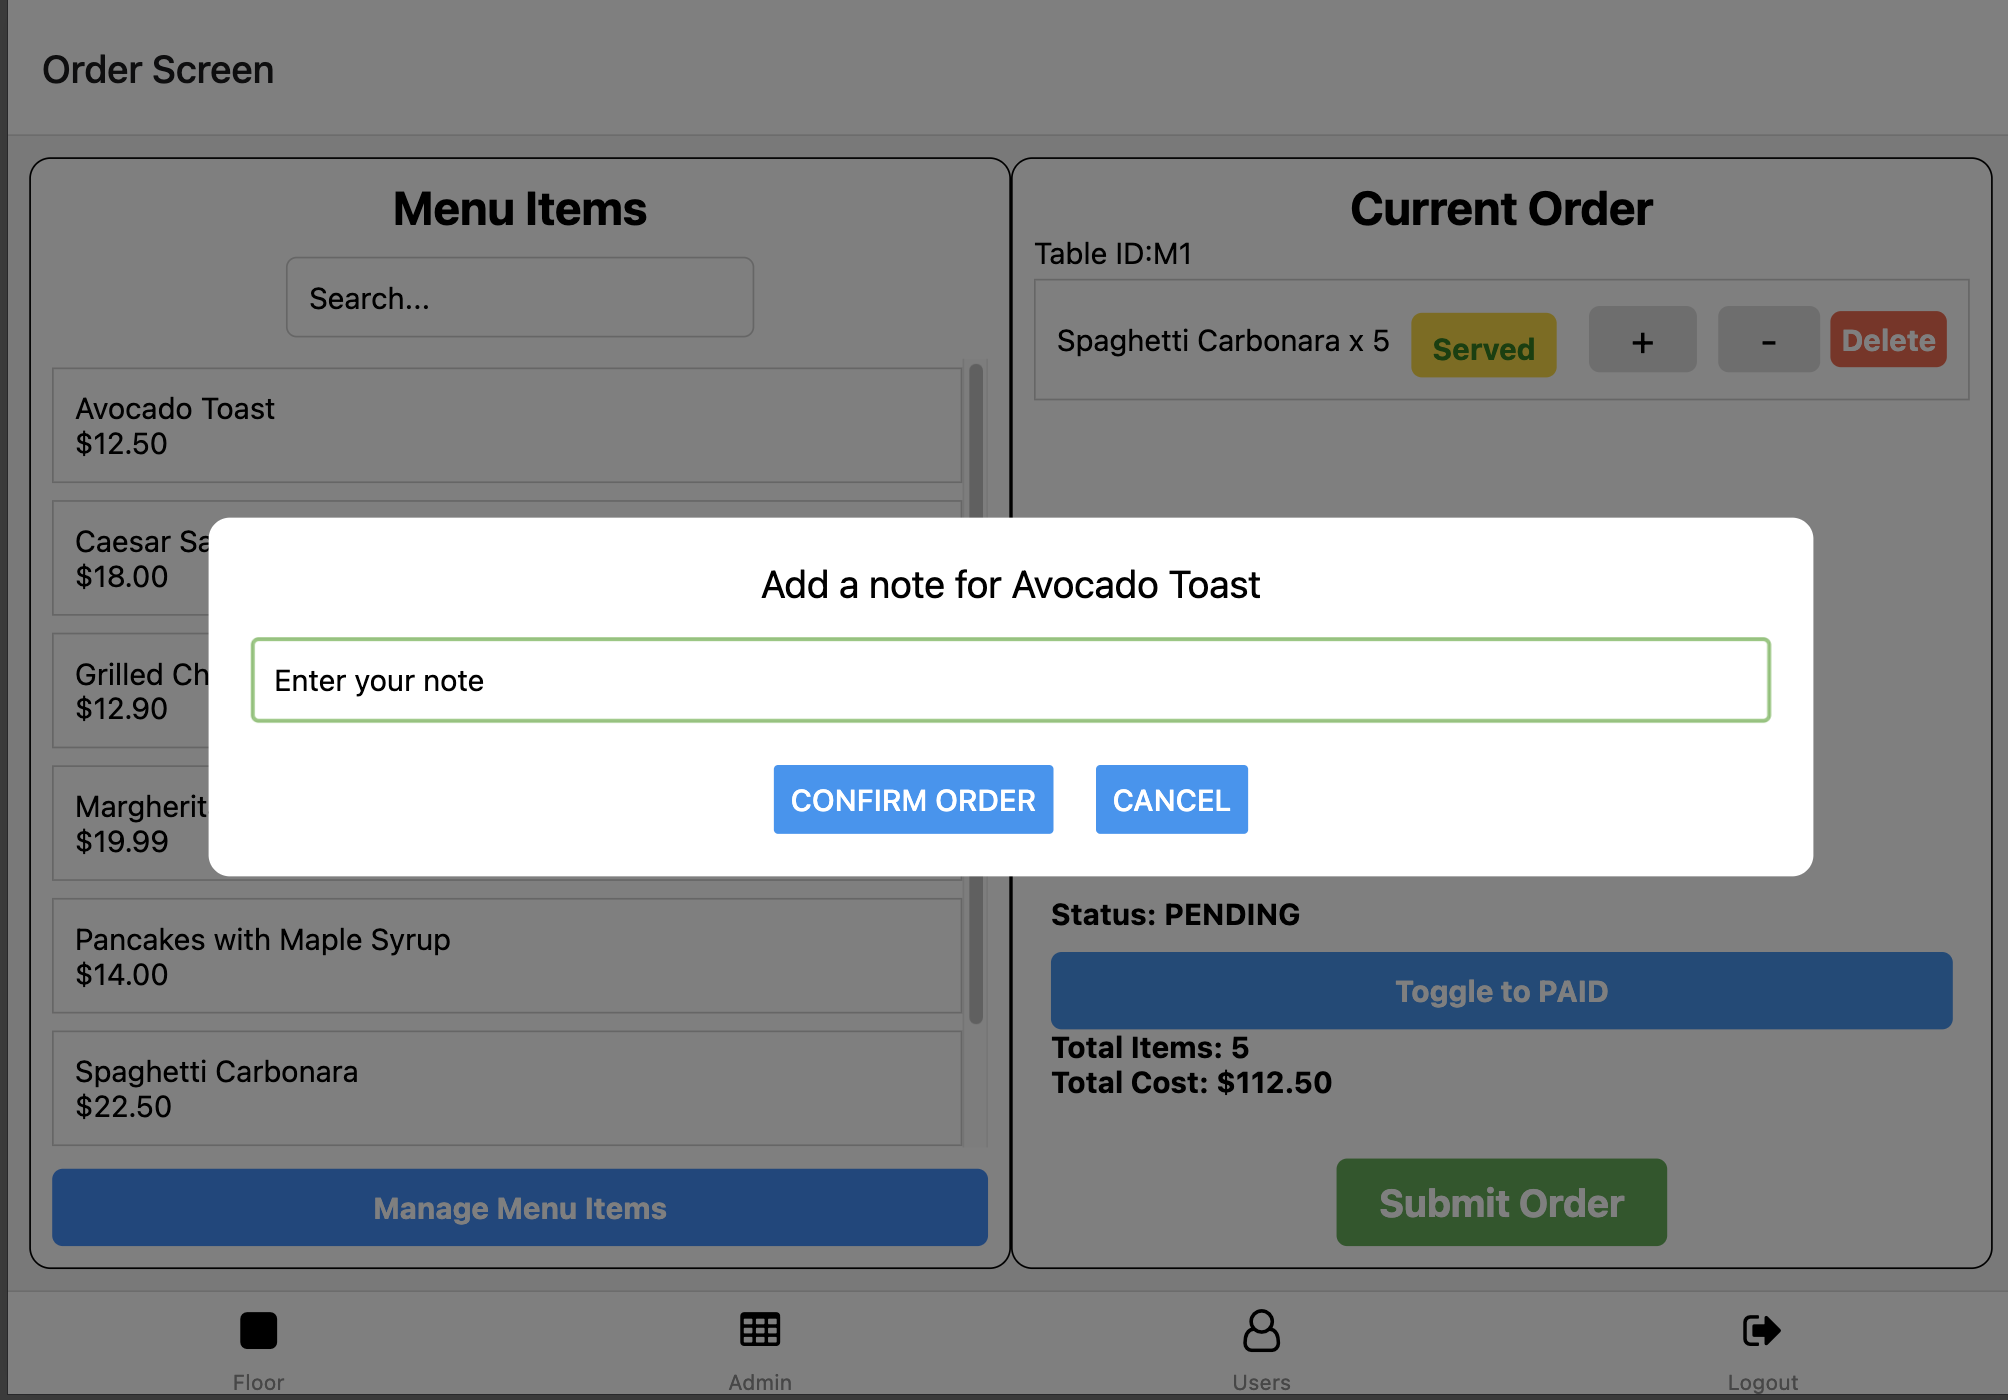 Order Screen
Menu Items
Search...
Avocado Toast
$12.50
Caesar Sa
$18.00
Grilled Ch
$12.90
Margherit
$19.99
Pancakes with Maple Syrup
$14.00
Spaghetti Carbonara
$22.50
Manage Menu Items
Current Order
Table ID:M1
Spaghetti Carbonara x 5 Served + - Delete
Add a note for Avocado Toast
Enter your note
CONFIRM ORDER CANCEL
Status: PENDING
Toggle to PAID
Total Items: 5
Total Cost: $112.50
Submit Order
Floor Admin Users Logout